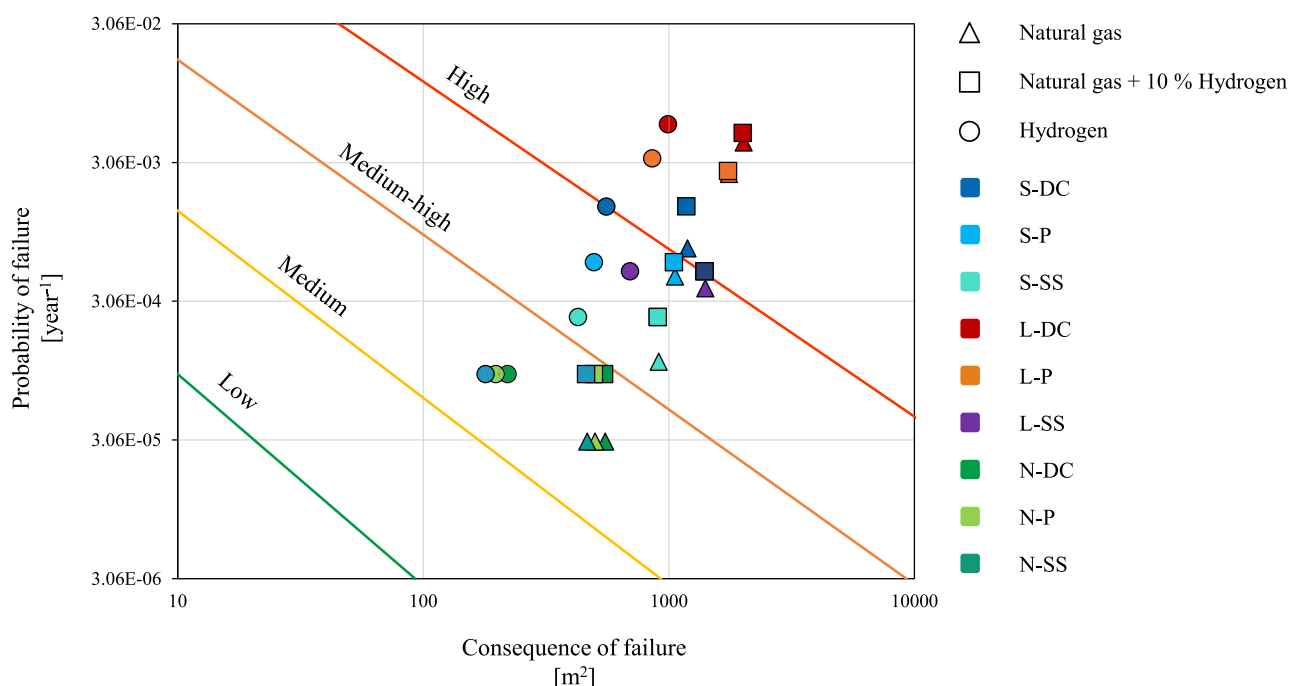 3.06E-02
3.06E-03
3.06E-04
3.06E-05
3.06E-06
Probability of failure
[year-1]
High
Medium-high
Medium
Low
10
100
1000
10000
Consequence of failure
[m²]
Natural gas
Natural gas + 10 % Hydrogen
Hydrogen
S-DC
S-P
S-SS
L-DC
L-P
L-SS
N-DC
N-P
N-SS